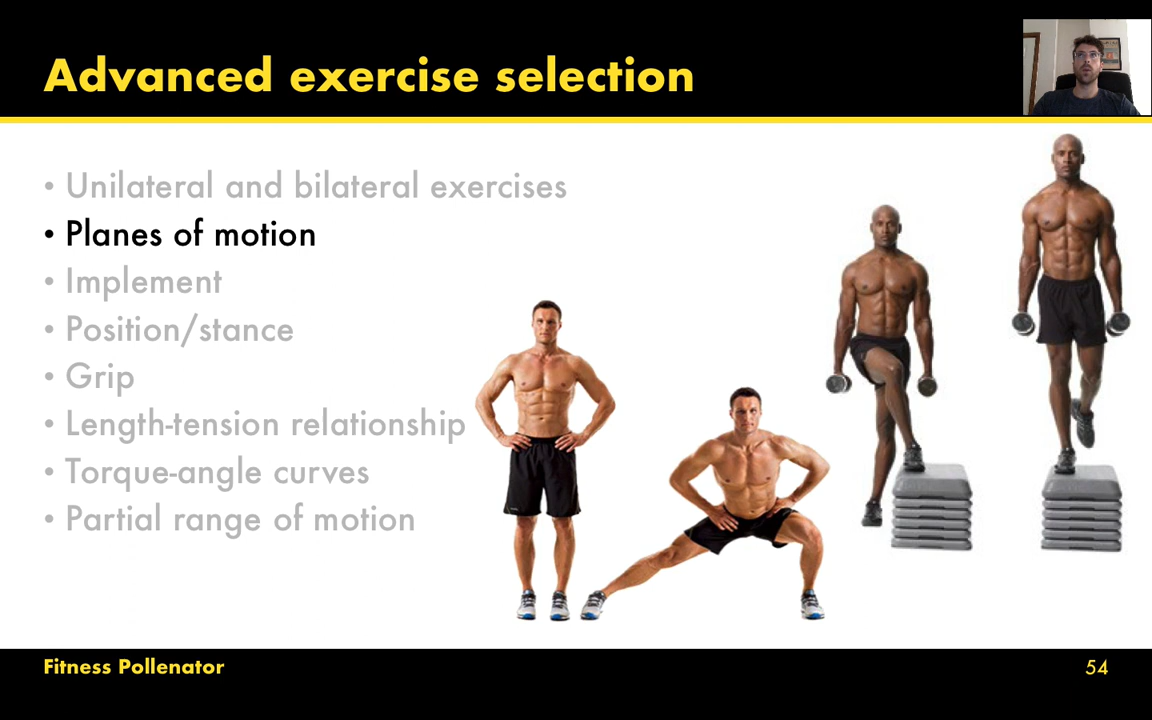 Advanced exercise selection
• Unilateral and bilateral exercises
• Planes of motion
• Implement
• Position/stance
• Grip
• Length-tension relationship
• Torque-angle curves
• Partial range of motion
Fitness Pollenator
54